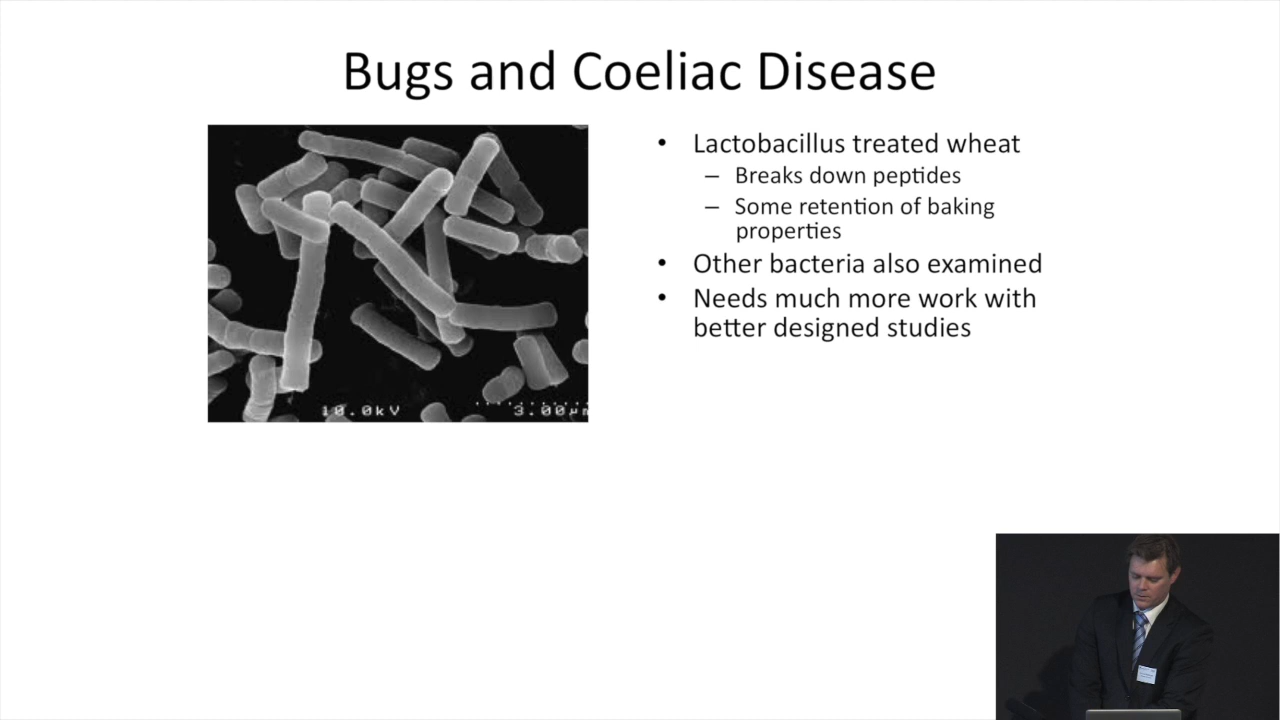 Bugs and Coeliac Disease
• Lactobacillus treated wheat
– Breaks down peptides
– Some retention of baking
properties
• Other bacteria also examined
• Needs much more work with
better designed studies
10.0kV 3.00µm